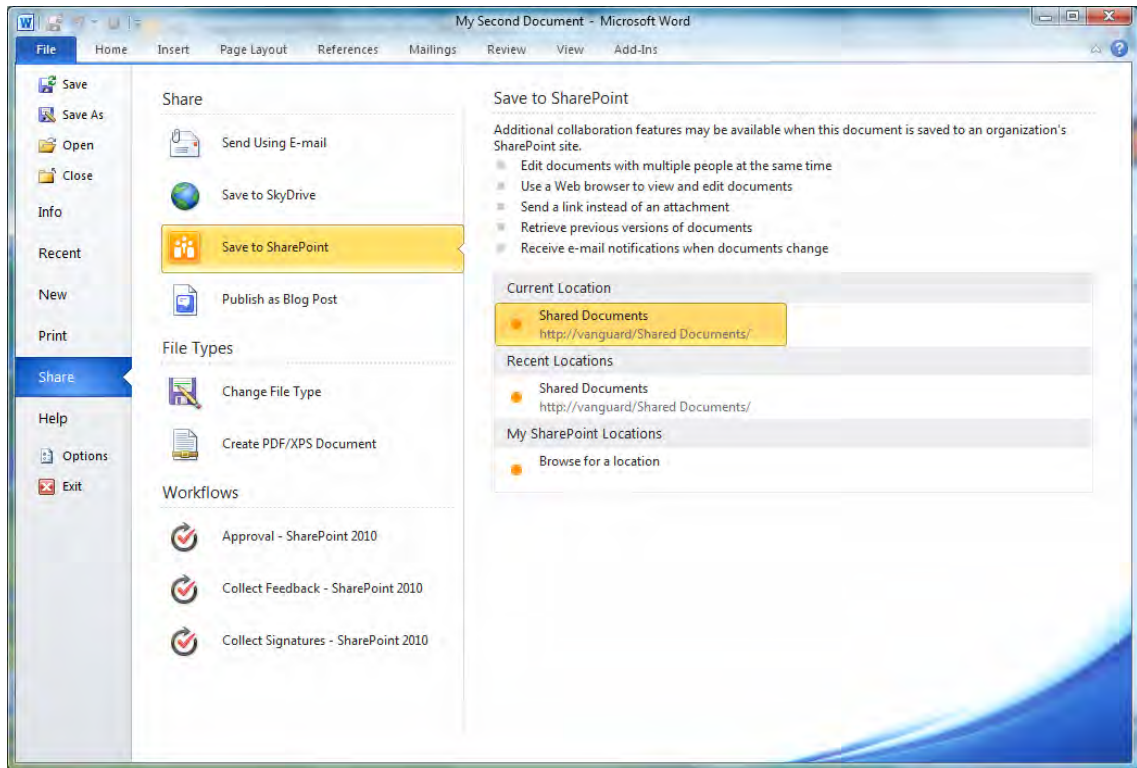 My Second Document - Microsoft Word
File Home Insert Page Layout References Mailings Review View Add-Ins
Save
Save As
Open
Close
Info
Recent
New
Print
Share
Help
Options
Exit
Share
Send Using E-mail
Save to SkyDrive
Save to SharePoint
Publish as Blog Post
File Types
Change File Type
Create PDF/XPS Document
Workflows
Approval - SharePoint 2010
Collect Feedback - SharePoint 2010
Collect Signatures - SharePoint 2010
Save to SharePoint
Additional collaboration features may be available when this document is saved to an organization's
SharePoint site.
Edit documents with multiple people at the same time
Use a Web browser to view and edit documents
Send a link instead of an attachment
Retrieve previous versions of documents
Receive e-mail notifications when documents change
Current Location
Shared Documents
http://vanguard/Shared Documents/
Recent Locations
Shared Documents
http://vanguard/Shared Documents/
My SharePoint Locations
Browse for a location